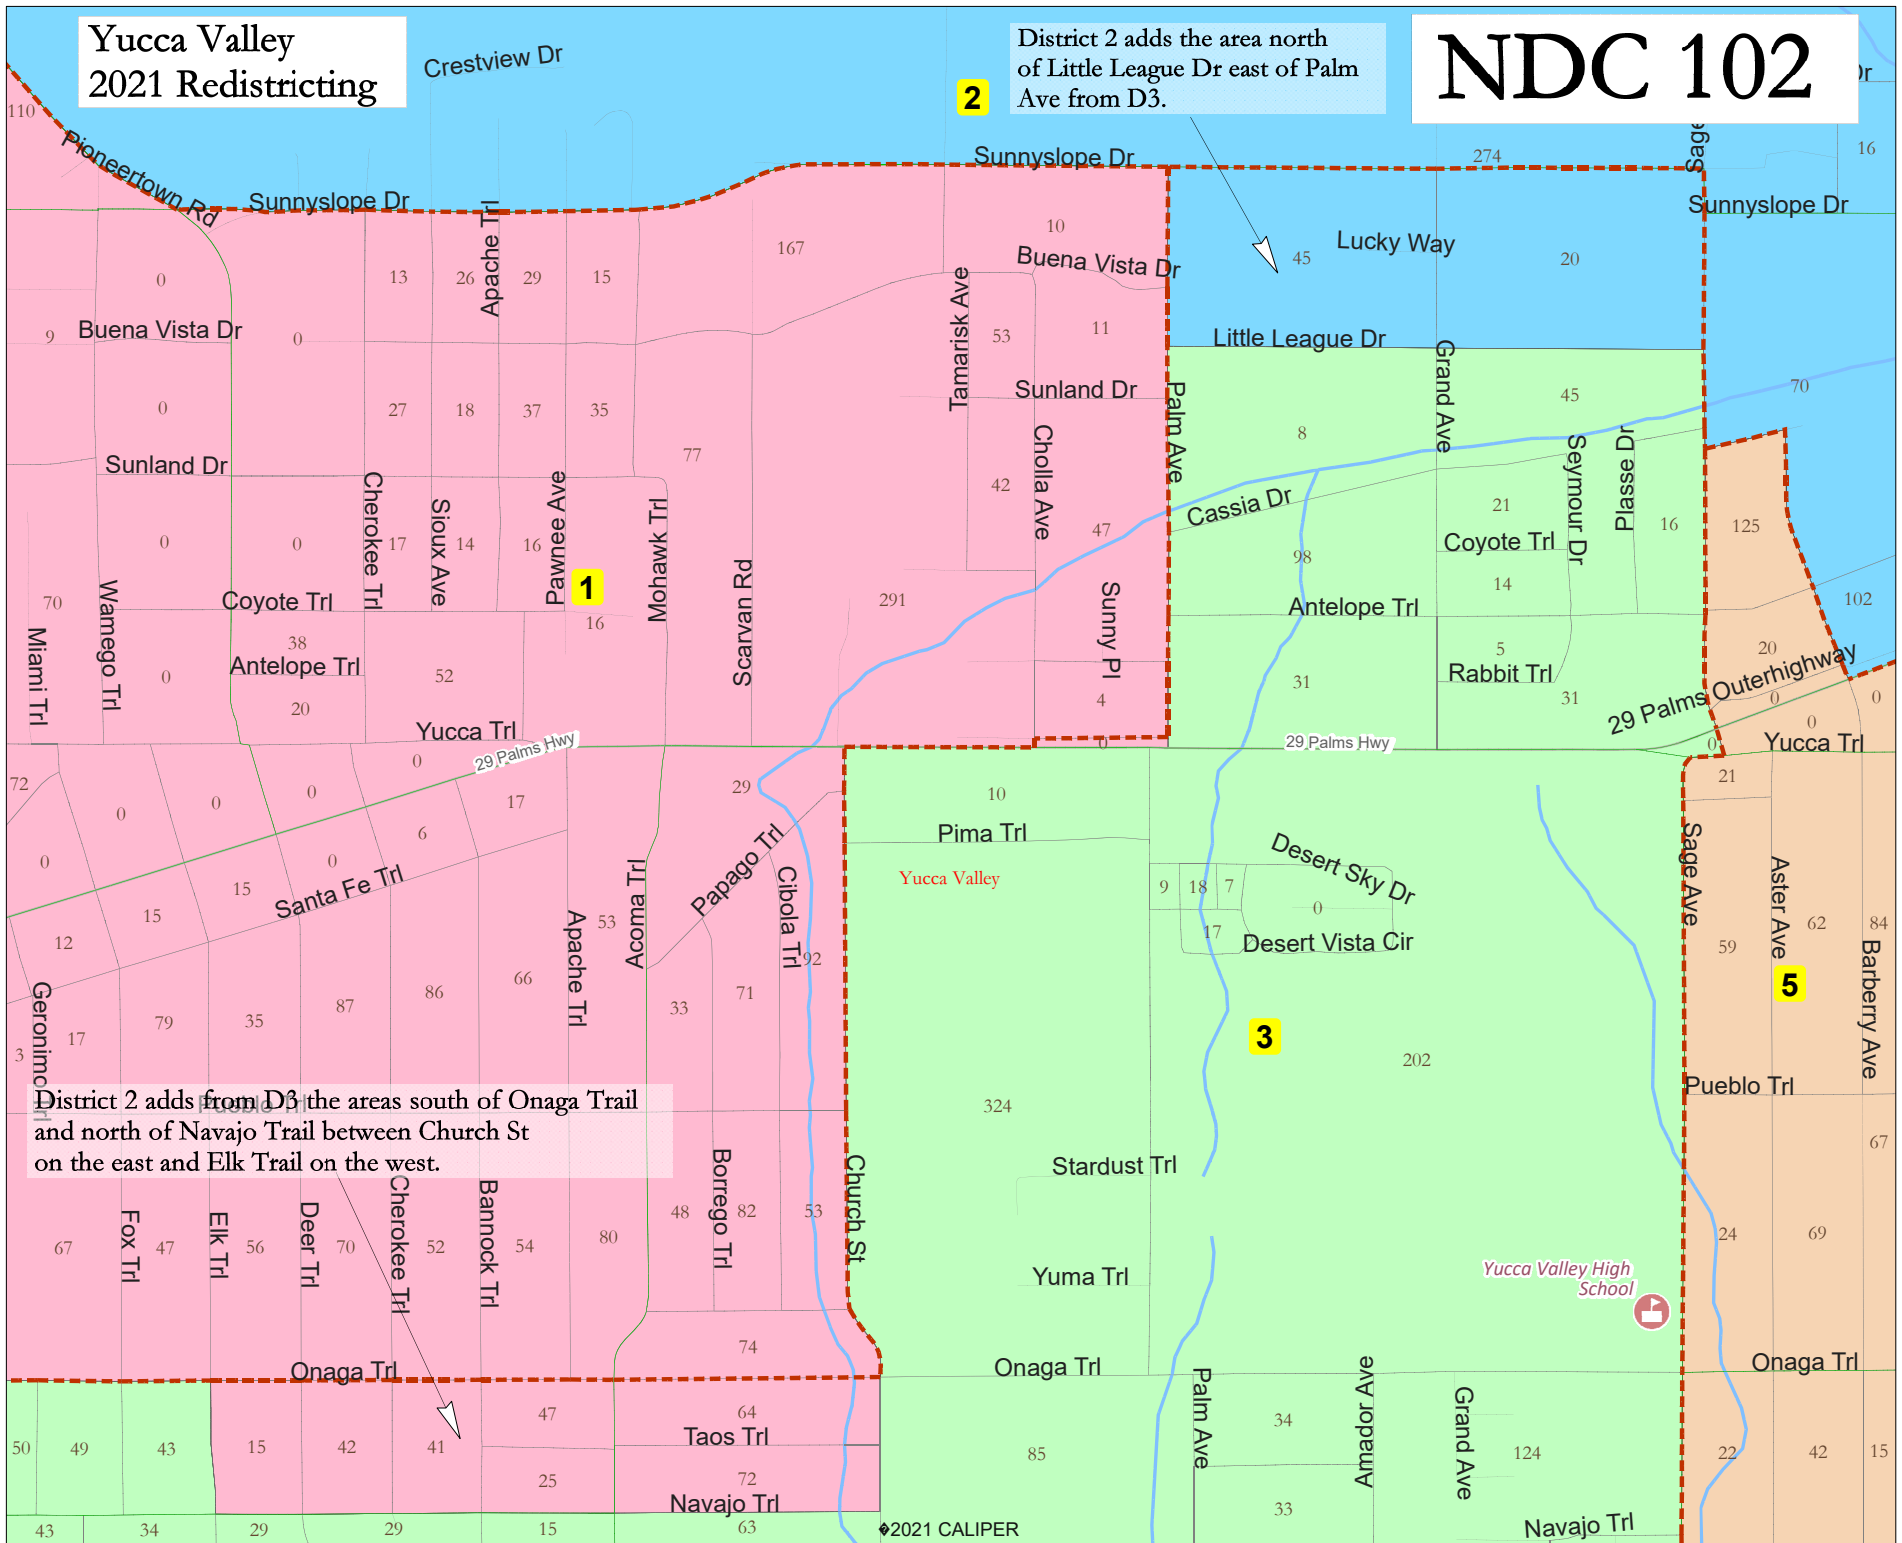 Yucca Valley
2021 Redistricting
District 2 adds the area north
of Little League Dr east of Palm
Ave from D3.
NDC 102
Crestview Dr
2
Dr
110
Pioneertown Rd
Sunnyslope Dr
Sunnyslope Dr
274
Sage
16
Sunnyslope Dr
Apache Trl
167
10
Buena Vista Dr
45
Lucky Way
20
0
13
26
29
15
9
Buena Vista Dr
0
Tamarisk Ave
53
11
Little League Dr
Grand Ave
70
0
27
18
37
35
77
Sunland Dr
Palm Ave
8
45
Sunland Dr
Cherokee Trl
Sioux Ave
Pawnee Ave
Mohawk Trl
42
Cholla Ave
47
Cassia Dr
21
Seymour Dr
Plasse Dr
16
125
0
0
17
14
16
1
Scarvan Rd
291
Sunny Pl
98
Coyote Trl
14
70
Wamego Trl
Coyote Trl
16
Antelope Trl
102
Miami Trl
38
Antelope Trl
0
52
20
31
5
Rabbit Trl
31
20
29 Palms Outerhighway
4
Yucca Trl
29 Palms Hwy
0
29 Palms Hwy
0
0
0
0
Yucca Trl
72
0
0
0
0
17
29
10
21
0
0
6
Pima Trl
Desert Sky Dr
15
15
Santa Fe Trl
Papago Trl
Yucca Valley
9
18
7
0
12
Apache Trl
53
Acoma Trl
Cibola Trl
92
17
Desert Vista Cir
Sage Ave
59
Aster Ave
62
84
Geronimo Trl
17
79
35
87
86
66
33
71
3
5
Barberry Ave
3
324
202
Pueblo Trl
Pueblo Trl
District 2 adds from D3 the areas south of Onaga Trail
and north of Navajo Trail between Church St
on the east and Elk Trail on the west.
67
Stardust Trl
67
Fox Trl
47
Elk Trl
56
Deer Trl
70
Cherokee Trl
52
Bannock Trl
54
80
48
Borrego Trl
82
53
Church St
24
69
Yuma Trl
Yucca Valley High
School
74
Onaga Trl
Onaga Trl
Onaga Trl
50
49
43
15
42
41
47
64
Taos Trl
25
72
Navajo Trl
85
Palm Ave
34
Amador Ave
Grand Ave
124
22
42
15
33
43
34
29
29
15
63
�2021 CALIPER
Navajo Trl